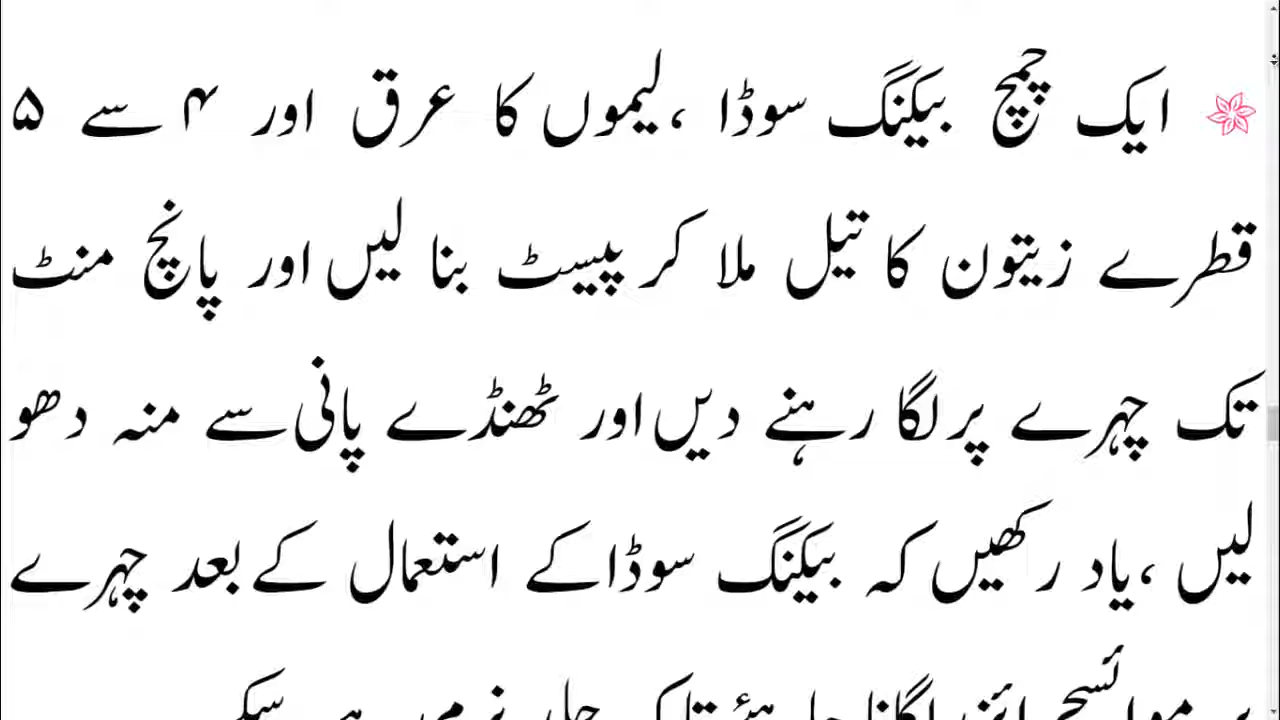 ایک چمچ بیکنگ سوڈا ،لیموں کا عرق اور ۴ سے ۵
قطرے زیتون کا تیل ملا کر پیسٹ بنا لیں اور پانچ منٹ
تک چہرے پر لگا رہنے دیں اور ٹھنڈے پانی سے منہ دھو
لیں ،یاد رکھیں کہ بیکنگ سوڈا کے استعمال کے بعد چہرے